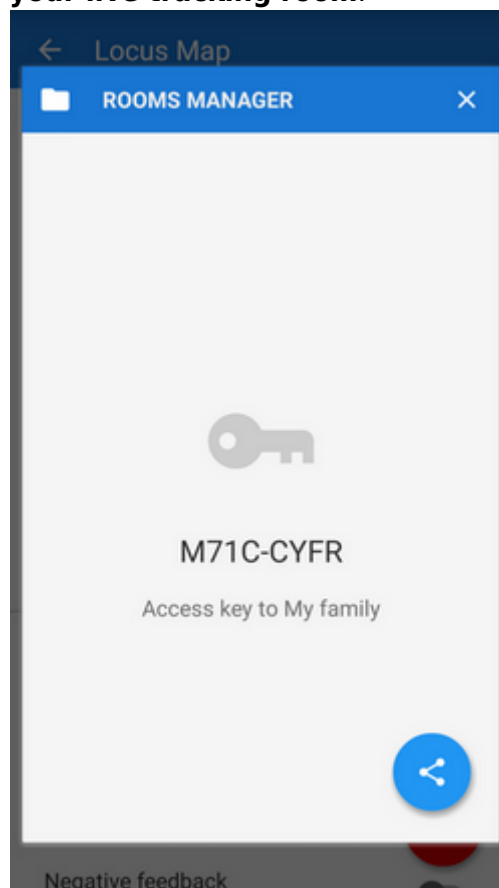 your live tracking room.
Locus Map
ROOMS MANAGER
M71C-CYFR
Access key to My family
Negative feedback